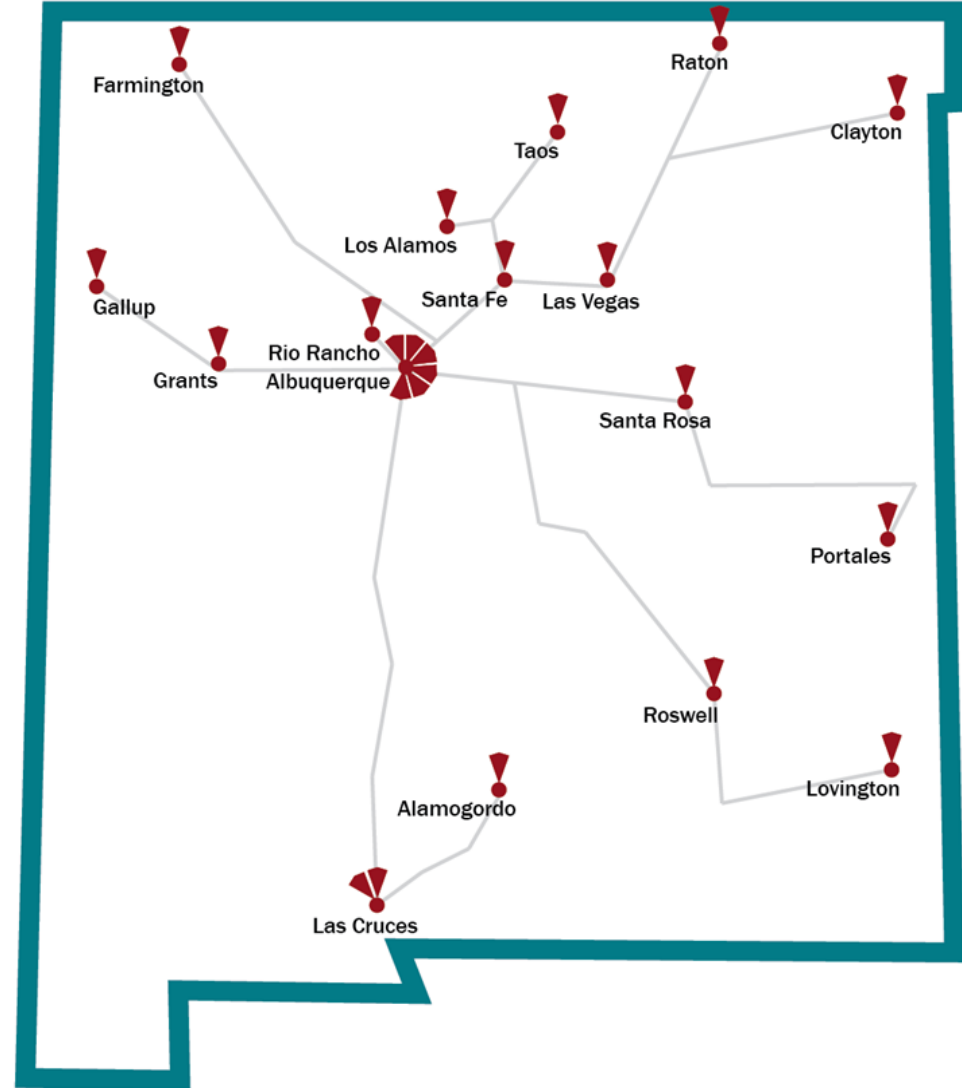 Raton
Farmington
Clayton
Taos
Los Alamos
Santa Fe
Las Vegas
Gallup
Rio Rancho
Grants
Albuquerque
Santa Rosa
Portales
Roswell
Lovington
Alamogordo
Las Cruces